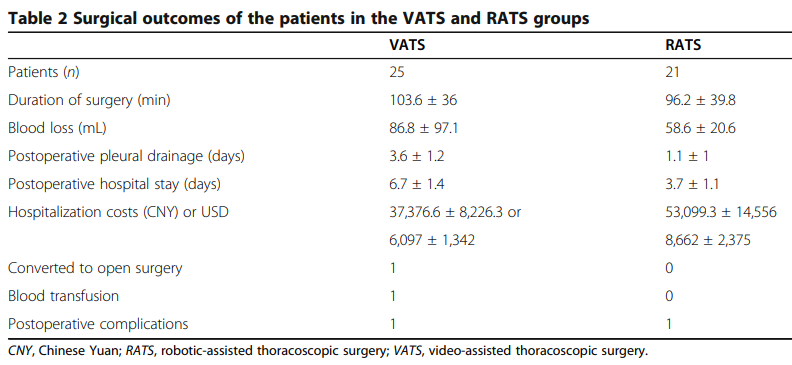 Table 2 Surgical outcomes of the patients in the VATS and RATS groups
VATS RATS
Patients (n) 25 21
Duration of surgery (min) 103.6 ± 36 96.2 ± 39.8
Blood loss (mL) 86.8 ± 97.1 58.6 ± 20.6
Postoperative pleural drainage (days) 3.6 ± 1.2 1.1 ± 1
Postoperative hospital stay (days) 6.7 ± 1.4 3.7 ± 1.1
Hospitalization costs (CNY) or USD 37,376.6 ± 8,226.3 or 53,099.3 ± 14,556
6,097 ± 1,342 8,662 ± 2,375
Converted to open surgery 1 0
Blood transfusion 1 0
Postoperative complications 1 1
CNY, Chinese Yuan; RATS, robotic-assisted thoracoscopic surgery; VATS, video-assisted thoracoscopic surgery.